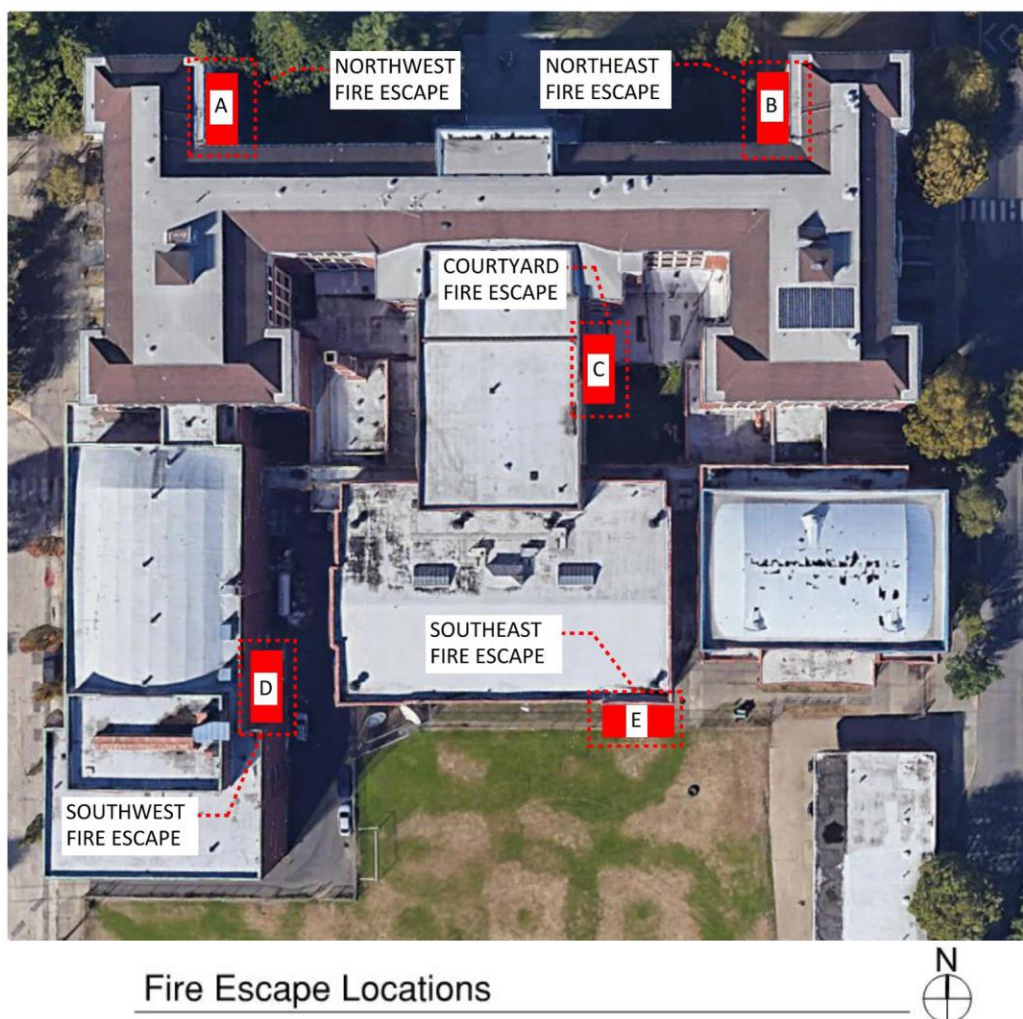 A
NORTHWEST
FIRE ESCAPE
NORTHEAST
FIRE ESCAPE
B
COURTYARD
FIRE ESCAPE
C
SOUTHEAST
FIRE ESCAPE
D
E
SOUTHWEST
FIRE ESCAPE
Fire Escape Locations
N